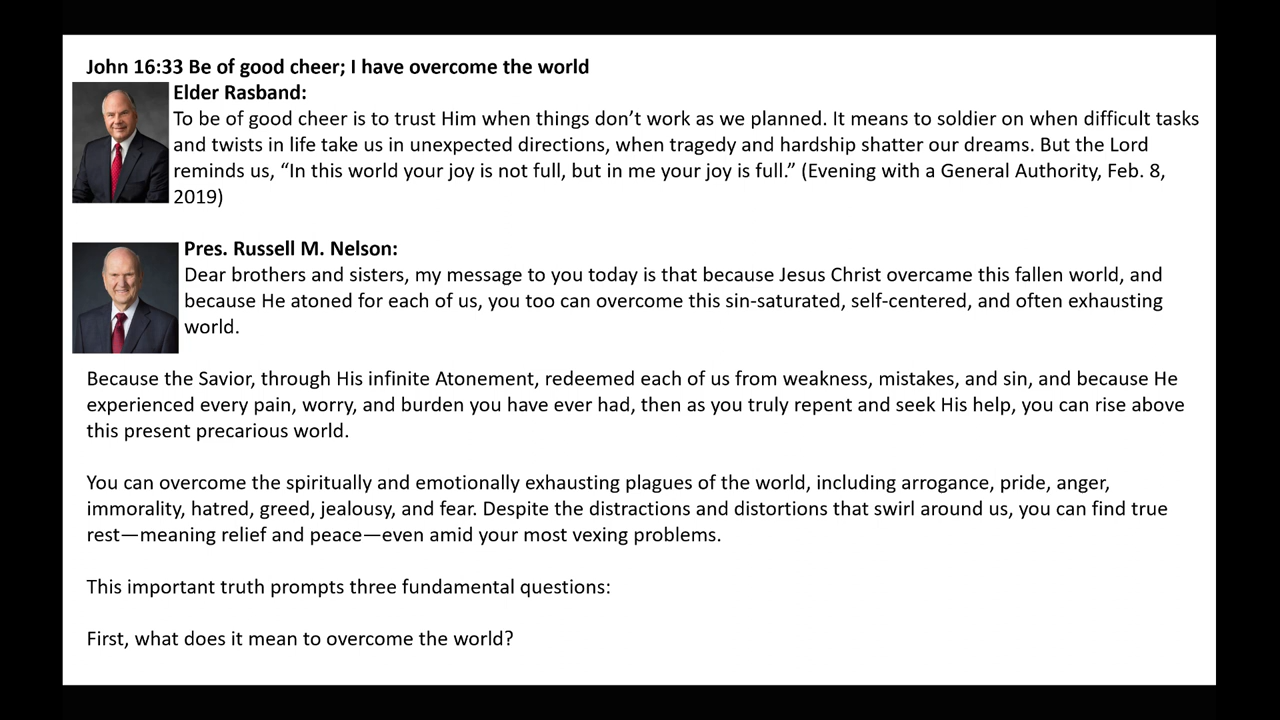 John 16:33 Be of good cheer; I have overcome the world
Elder Rasband:
To be of good cheer is to trust Him when things don’t work as we planned. It means to soldier on when difficult tasks
and twists in life take us in unexpected directions, when tragedy and hardship shatter our dreams. But the Lord
reminds us, “In this world your joy is not full, but in me your joy is full.” (Evening with a General Authority, Feb. 8,
2019)
Pres. Russell M. Nelson:
Dear brothers and sisters, my message to you today is that because Jesus Christ overcame this fallen world, and
because He atoned for each of us, you too can overcome this sin-saturated, self-centered, and often exhausting
world.
Because the Savior, through His infinite Atonement, redeemed each of us from weakness, mistakes, and sin, and because He
experienced every pain, worry, and burden you have ever had, then as you truly repent and seek His help, you can rise above
this present precarious world.
You can overcome the spiritually and emotionally exhausting plagues of the world, including arrogance, pride, anger,
immorality, hatred, greed, jealousy, and fear. Despite the distractions and distortions that swirl around us, you can find true
rest—meaning relief and peace—even amid your most vexing problems.
This important truth prompts three fundamental questions:
First, what does it mean to overcome the world?